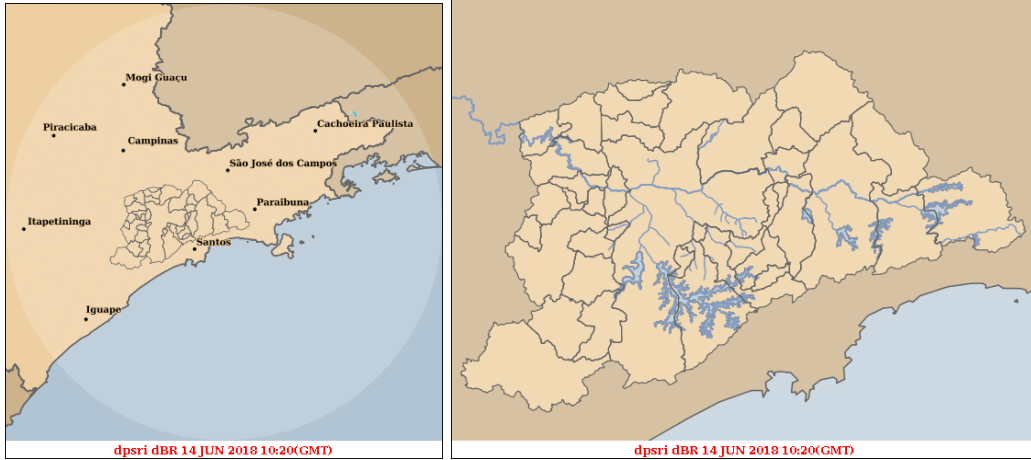 Mogi Guaçu
Piracicaba
Cachoeira Paulista
Campinas
São José dos Campos
Paraibuna
Itapetininga
Santos
Iguape
dpsri dBR 14 JUN 2018 10:20(GMT)
dpsri dBR 14 JUN 2018 10:20(GMT)